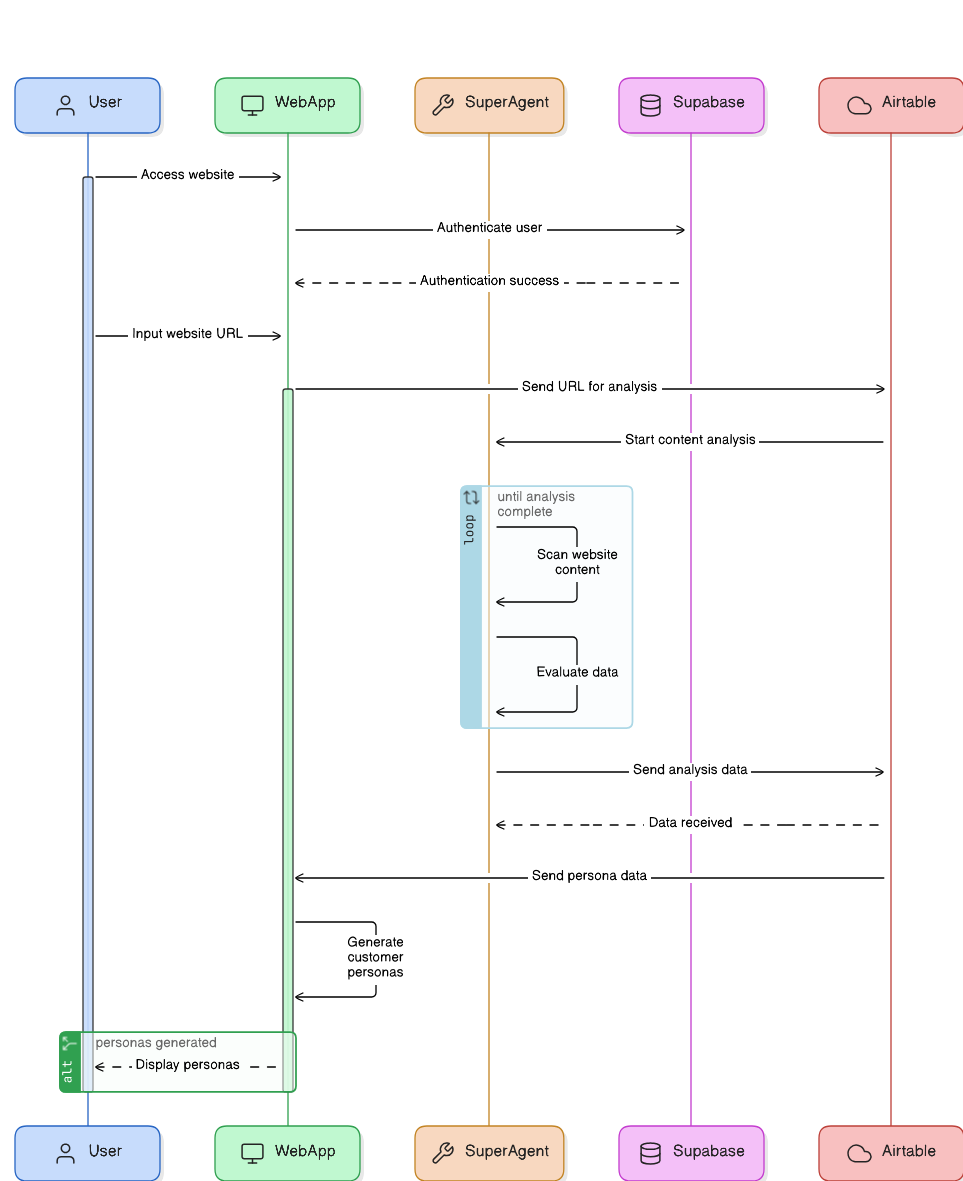 User
WebApp
SuperAgent
Supabase
Airtable
Access website
Authenticate user
Authentication success
Input website URL
Send URL for analysis
Start content analysis
loop
until analysis
complete
Scan website
content
Evaluate data
Send analysis data
Data received
Send persona data
Generate
customer
personas
alt
personas generated
Display personas
User
WebApp
SuperAgent
Supabase
Airtable